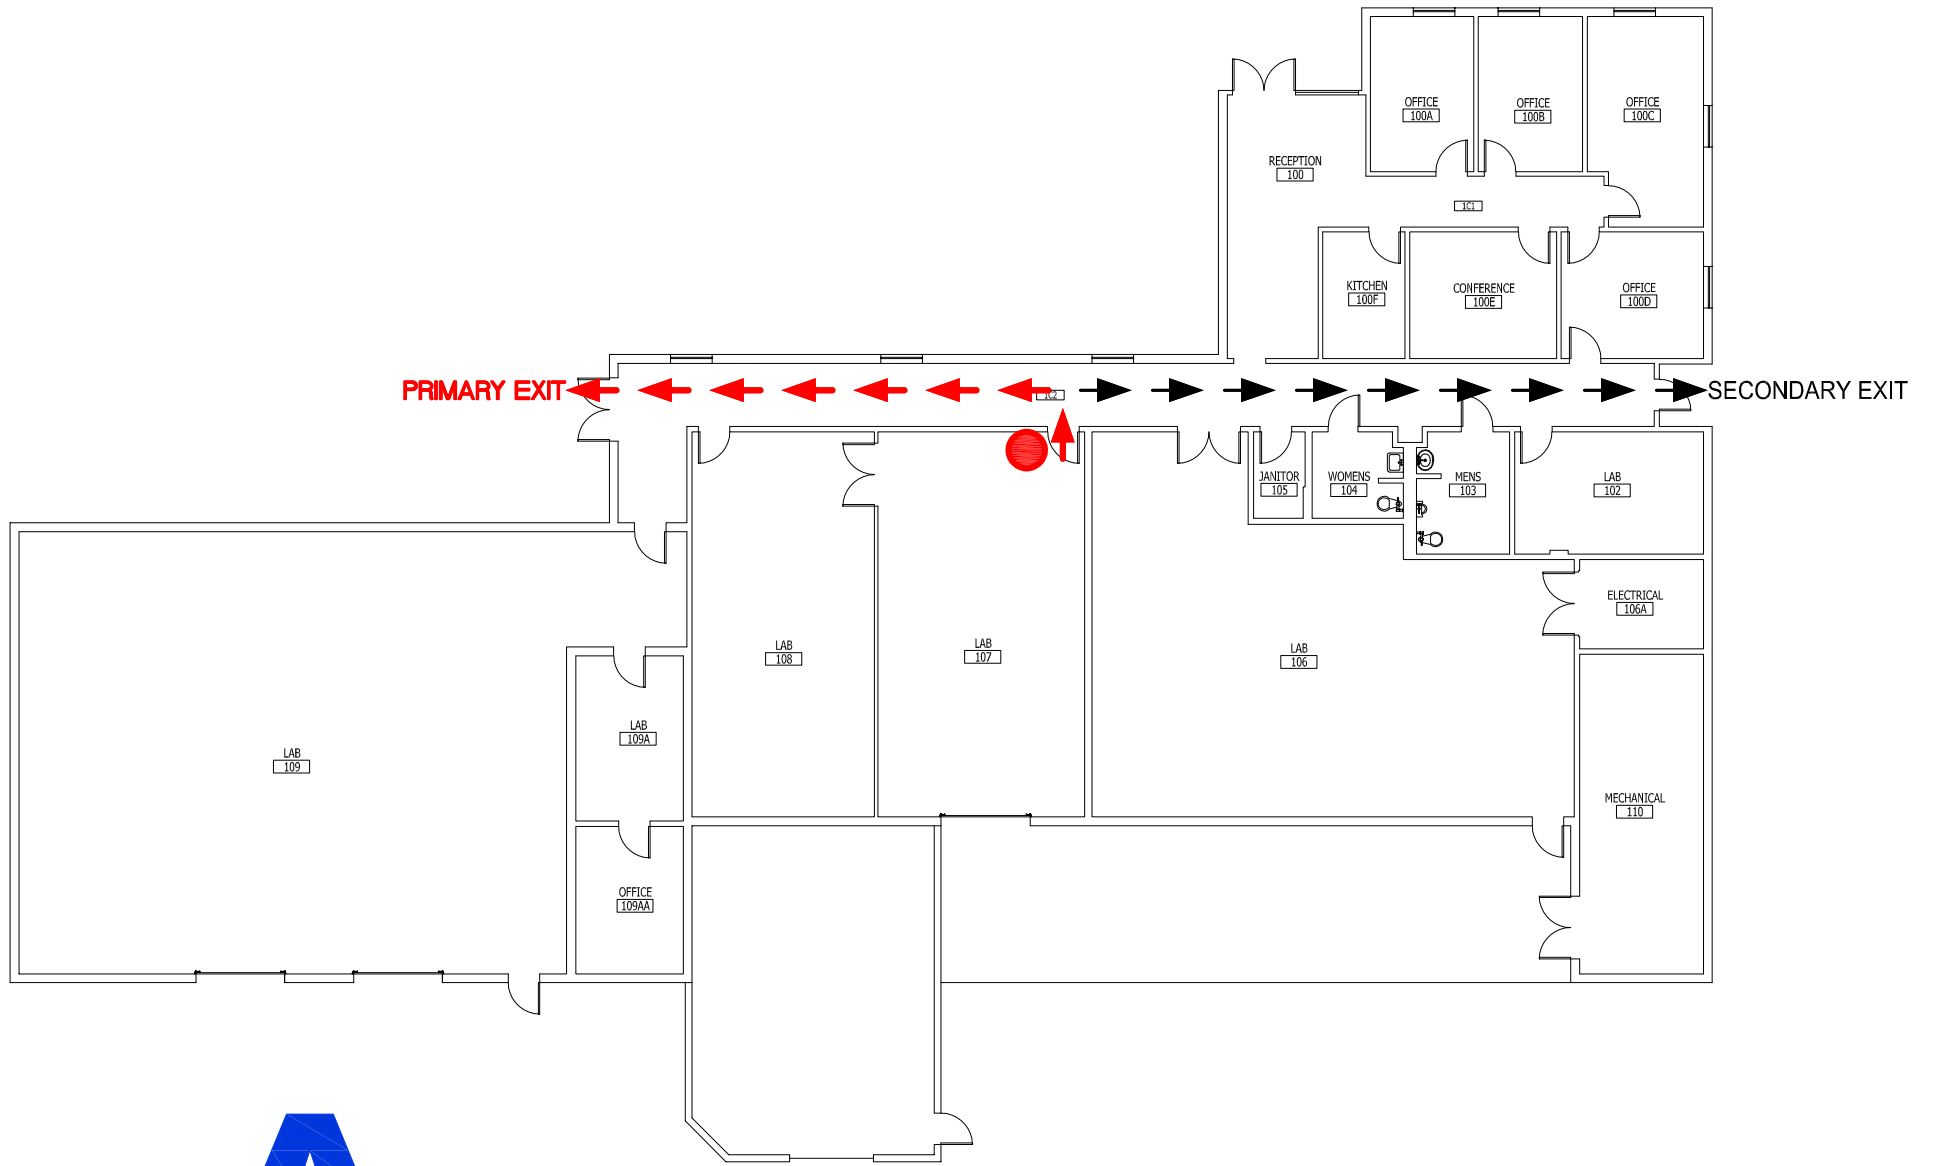 OFFICE
100A
OFFICE
100B
OFFICE
100C
RECEPTION
100
1C1
KITCHEN
100F
CONFERENCE
100E
OFFICE
100D
PRIMARY EXIT
1C2
SECONDARY EXIT
JANITOR
105
WOMENS
104
MENS
103
LAB
102
ELECTRICAL
106A
LAB
108
LAB
107
LAB
106
LAB
109A
LAB
109
MECHANICAL
110
OFFICE
109AA